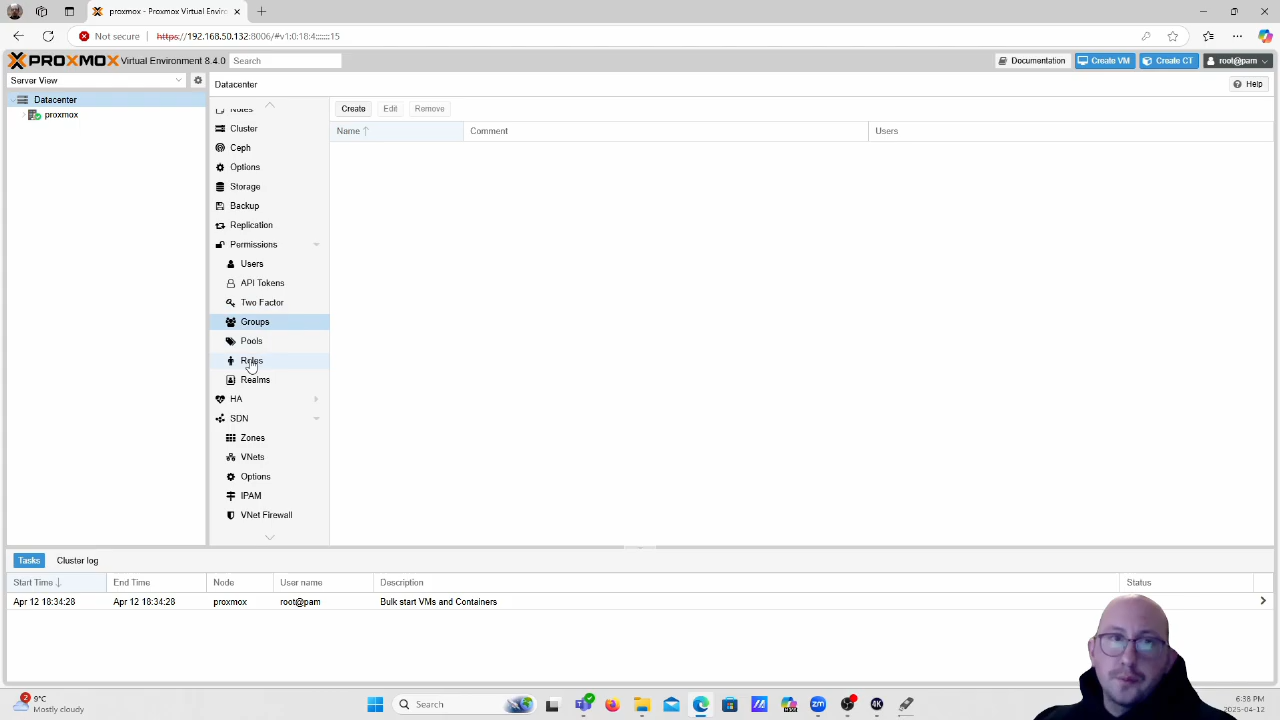 proxmox - Proxmox Virtual Enviro
Not secure https://192.168.50.132:8006/#v1:0:18:4::::::15
PROXMOX Virtual Environment 8.4.0 Search Documentation Create VM Create CT root@pam
Server View Datacenter Help
Datacenter
proxmox
Notes
Cluster
Ceph
Options
Storage
Backup
Replication
Permissions
Users
API Tokens
Two Factor
Groups
Pools
Roles
Realms
HA
SDN
Zones
VNets
Options
IPAM
VNet Firewall
Create Edit Remove
Name Comment Users
Tasks Cluster log
Start Time End Time Node User name Description Status
Apr 12 18:34:28 Apr 12 18:34:28 proxmox root@pam Bulk start VMs and Containers
2 9°C
Mostly cloudy
Search
6:38 PM
2025-04-12